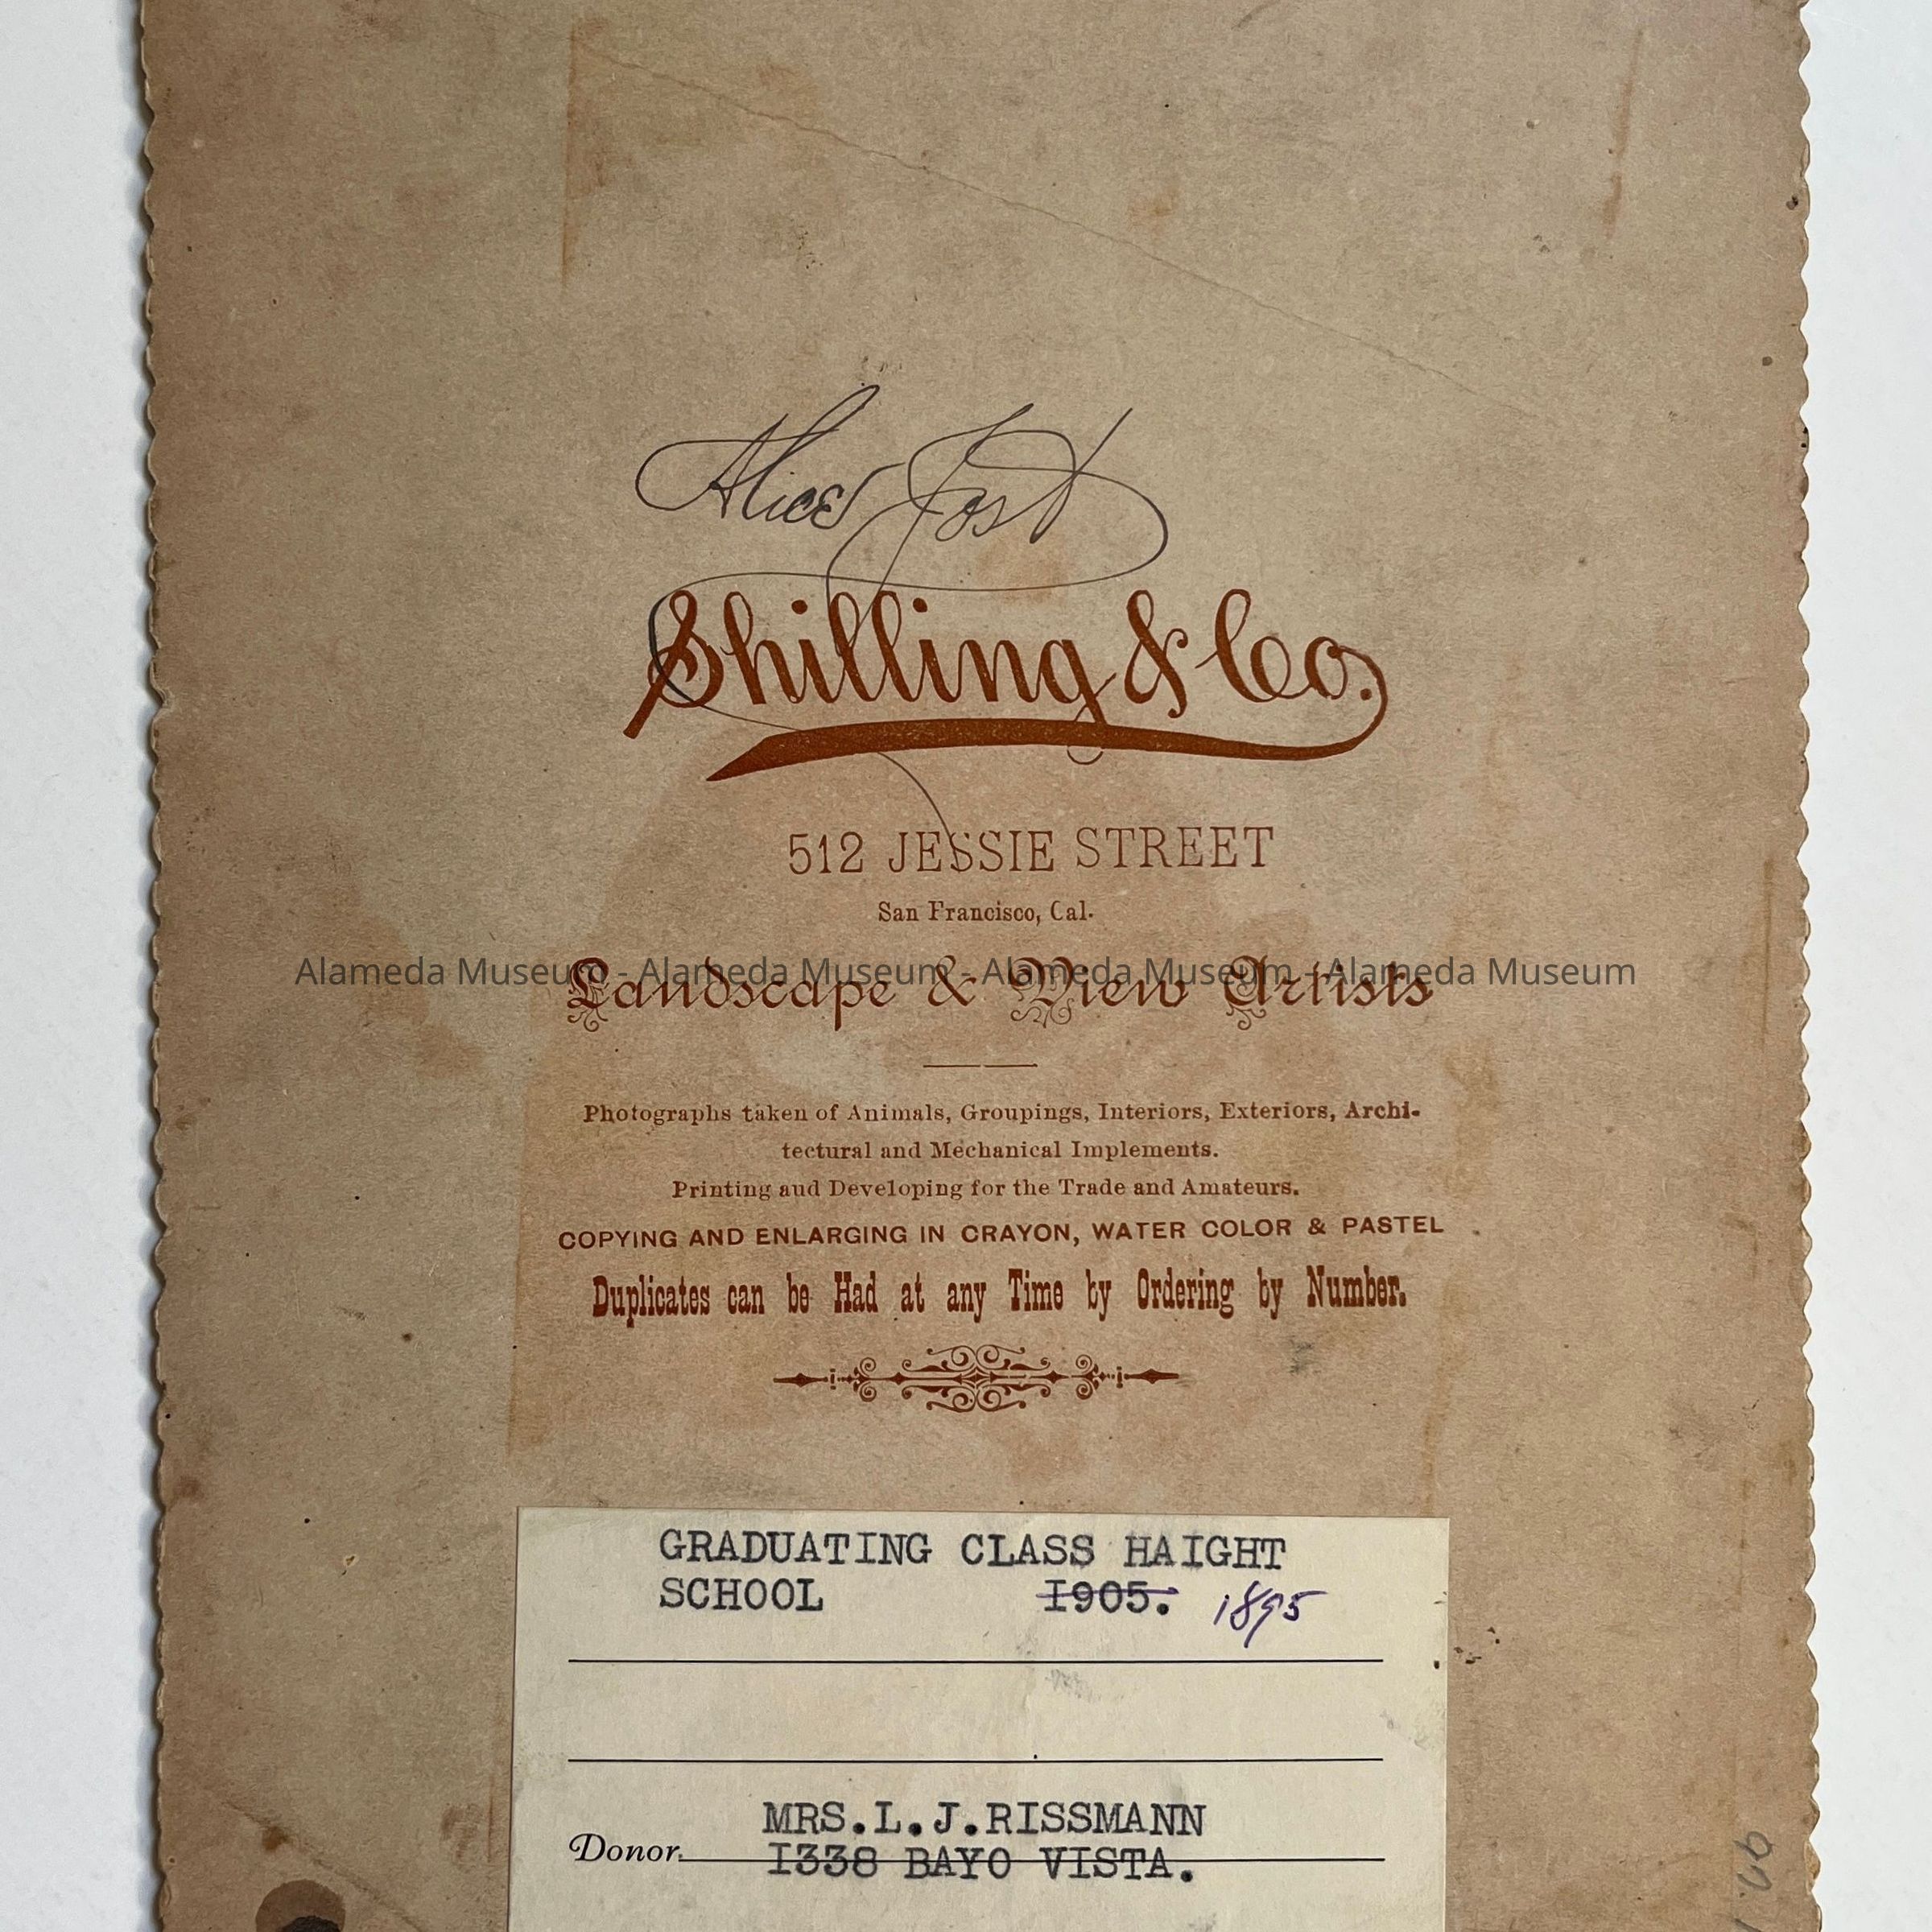 Alice Jost
Shilling & Co.
512 JESSIE STREET
San Francisco, Cal.
Alameda Museum - Alameda Museum - Alameda Museum - Alameda Museum
Landscape & View Artists
Photographs taken of Animals, Groupings, Interiors, Exteriors, Archi-
tectural and Mechanical Implements.
Printing and Developing for the Trade and Amateurs.
COPYING AND ENLARGING IN CRAYON, WATER COLOR & PASTEL
Duplicates can be Had at any Time by Ordering by Number.
GRADUATING CLASS HAIGHT
SCHOOL I905. 1895
MRS.L.J.RISSMANN
Donor I338 BAYO VISTA.